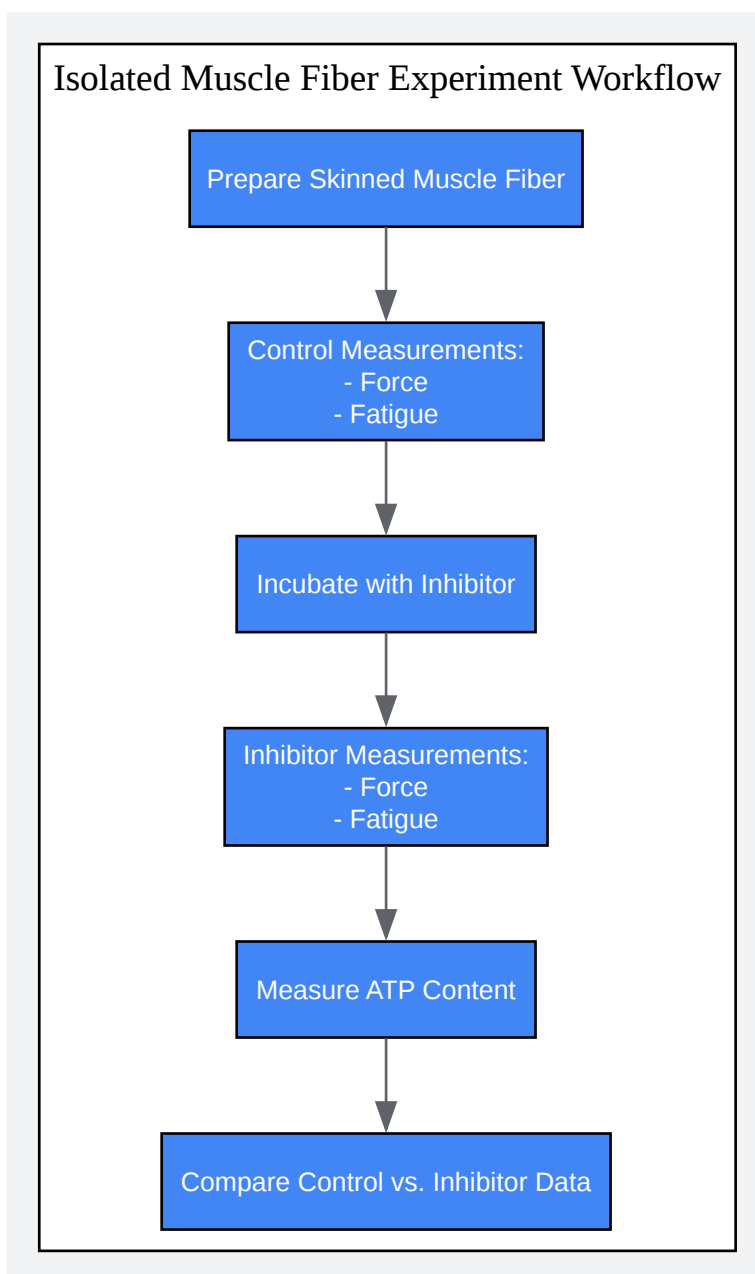 Isolated Muscle Fiber Experiment Workflow
Prepare Skinned Muscle Fiber
Control Measurements:
- Force
- Fatigue
Incubate with Inhibitor
Inhibitor Measurements:
- Force
- Fatigue
Measure ATP Content
Compare Control vs. Inhibitor Data